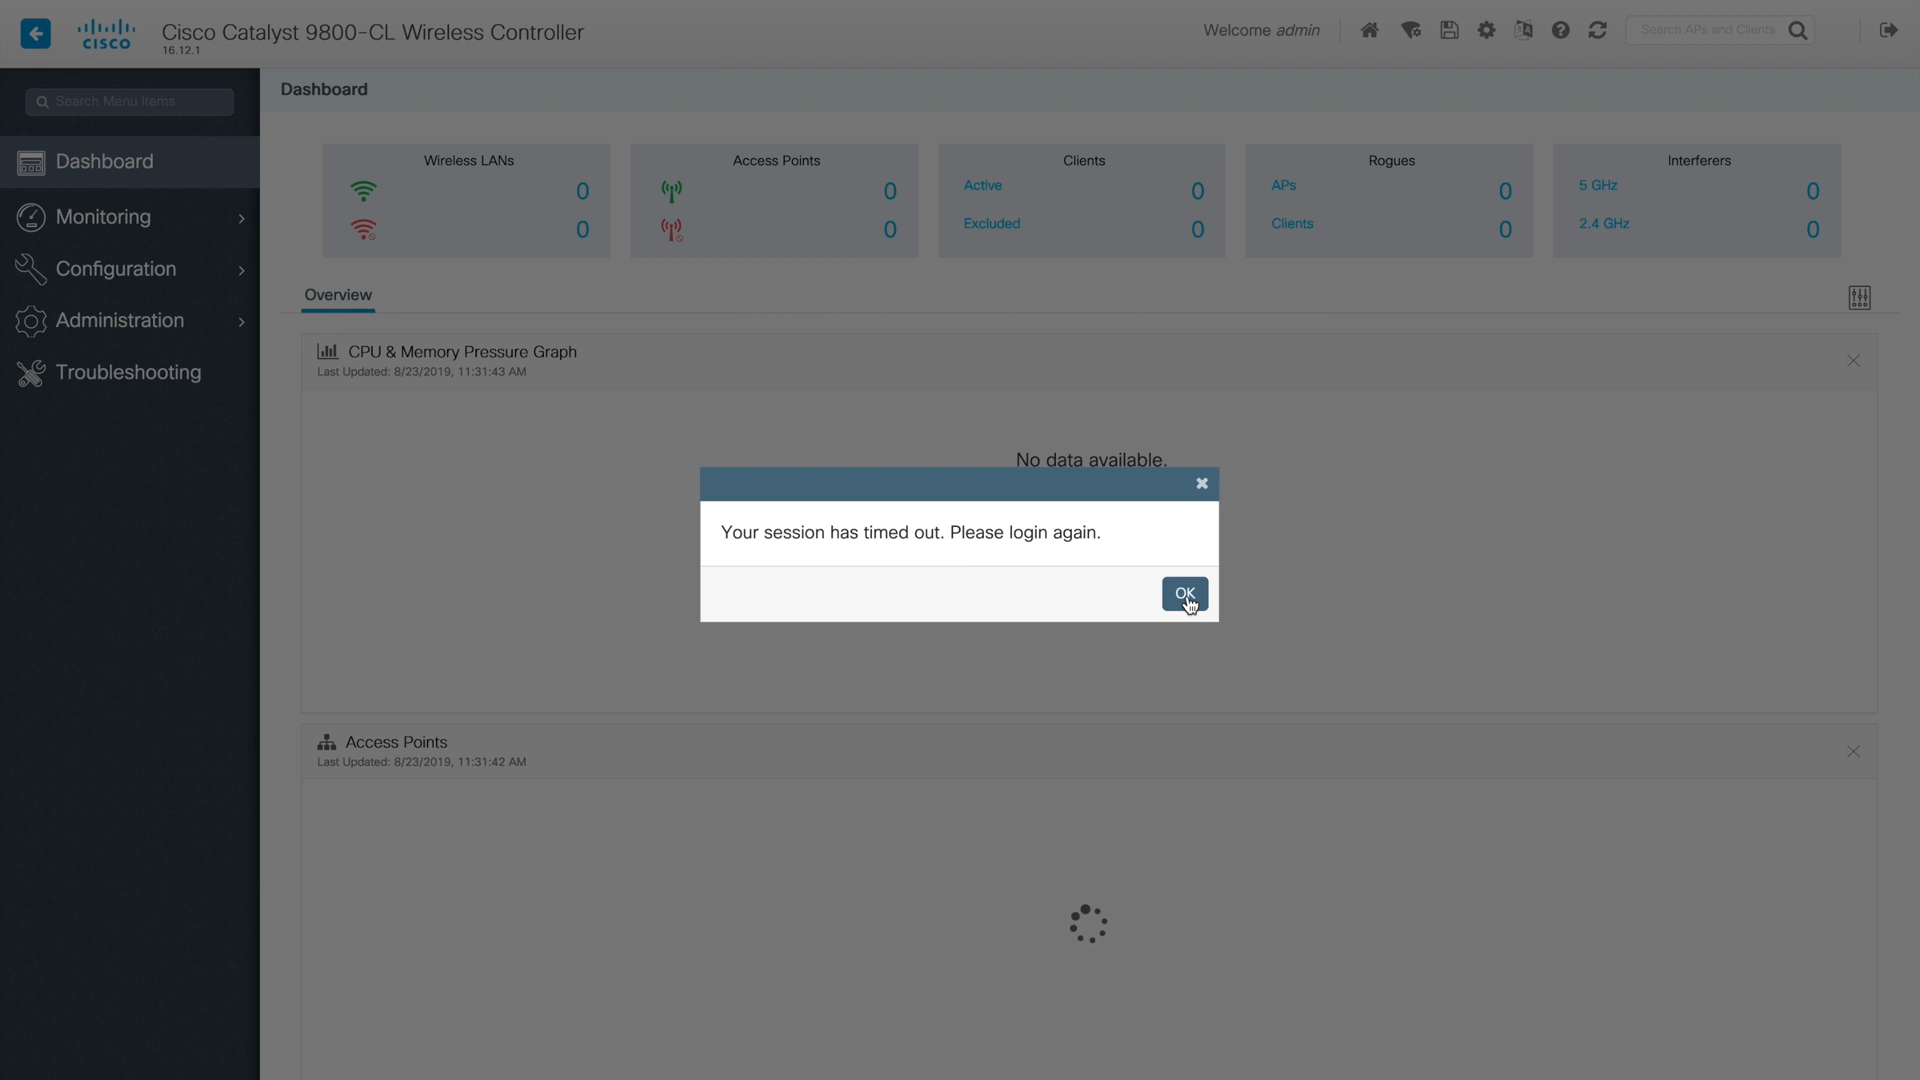 CISCO
Cisco Catalyst 9800-CL Wireless Controller
16.12.1
Welcome admin
Search APs and Clients
Search Menu Items
Dashboard
Monitoring
Configuration
Administration
Troubleshooting
Dashboard
Wireless LANs
0
0
Access Points
0
0
Clients
Active 0
Excluded 0
Rogues
APs 0
Clients 0
Interferers
5 GHz 0
2.4 GHz 0
Overview
CPU & Memory Pressure Graph
Last Updated: 8/23/2019, 11:31:43 AM
No data available.
Your session has timed out. Please login again.
OK
Access Points
Last Updated: 8/23/2019, 11:31:42 AM